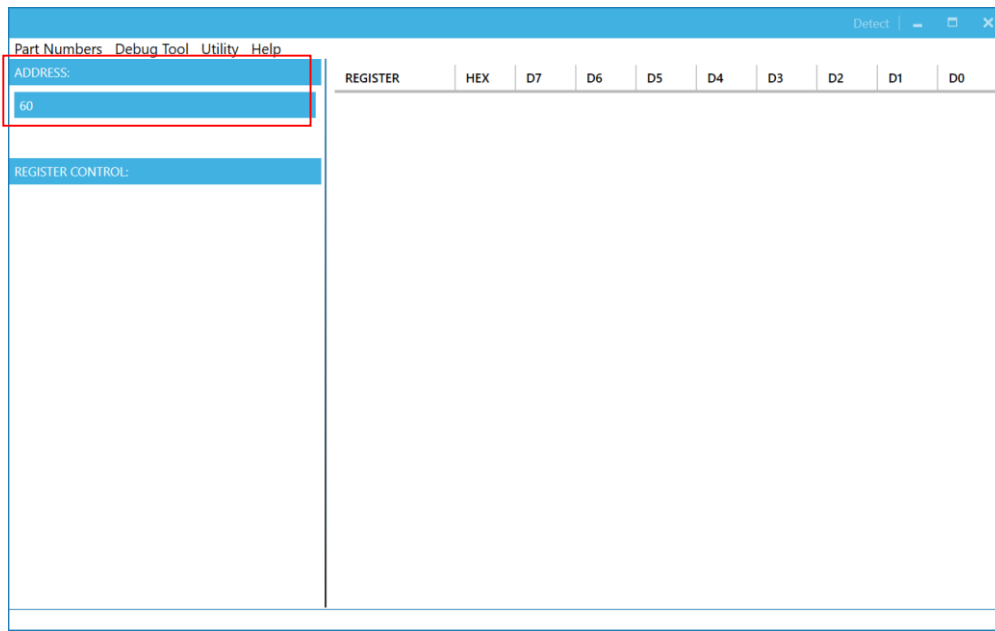 Detect
Part Numbers Debug Tool Utility Help
ADDRESS:
60
REGISTER CONTROL:
REGISTER HEX D7 D6 D5 D4 D3 D2 D1 D0